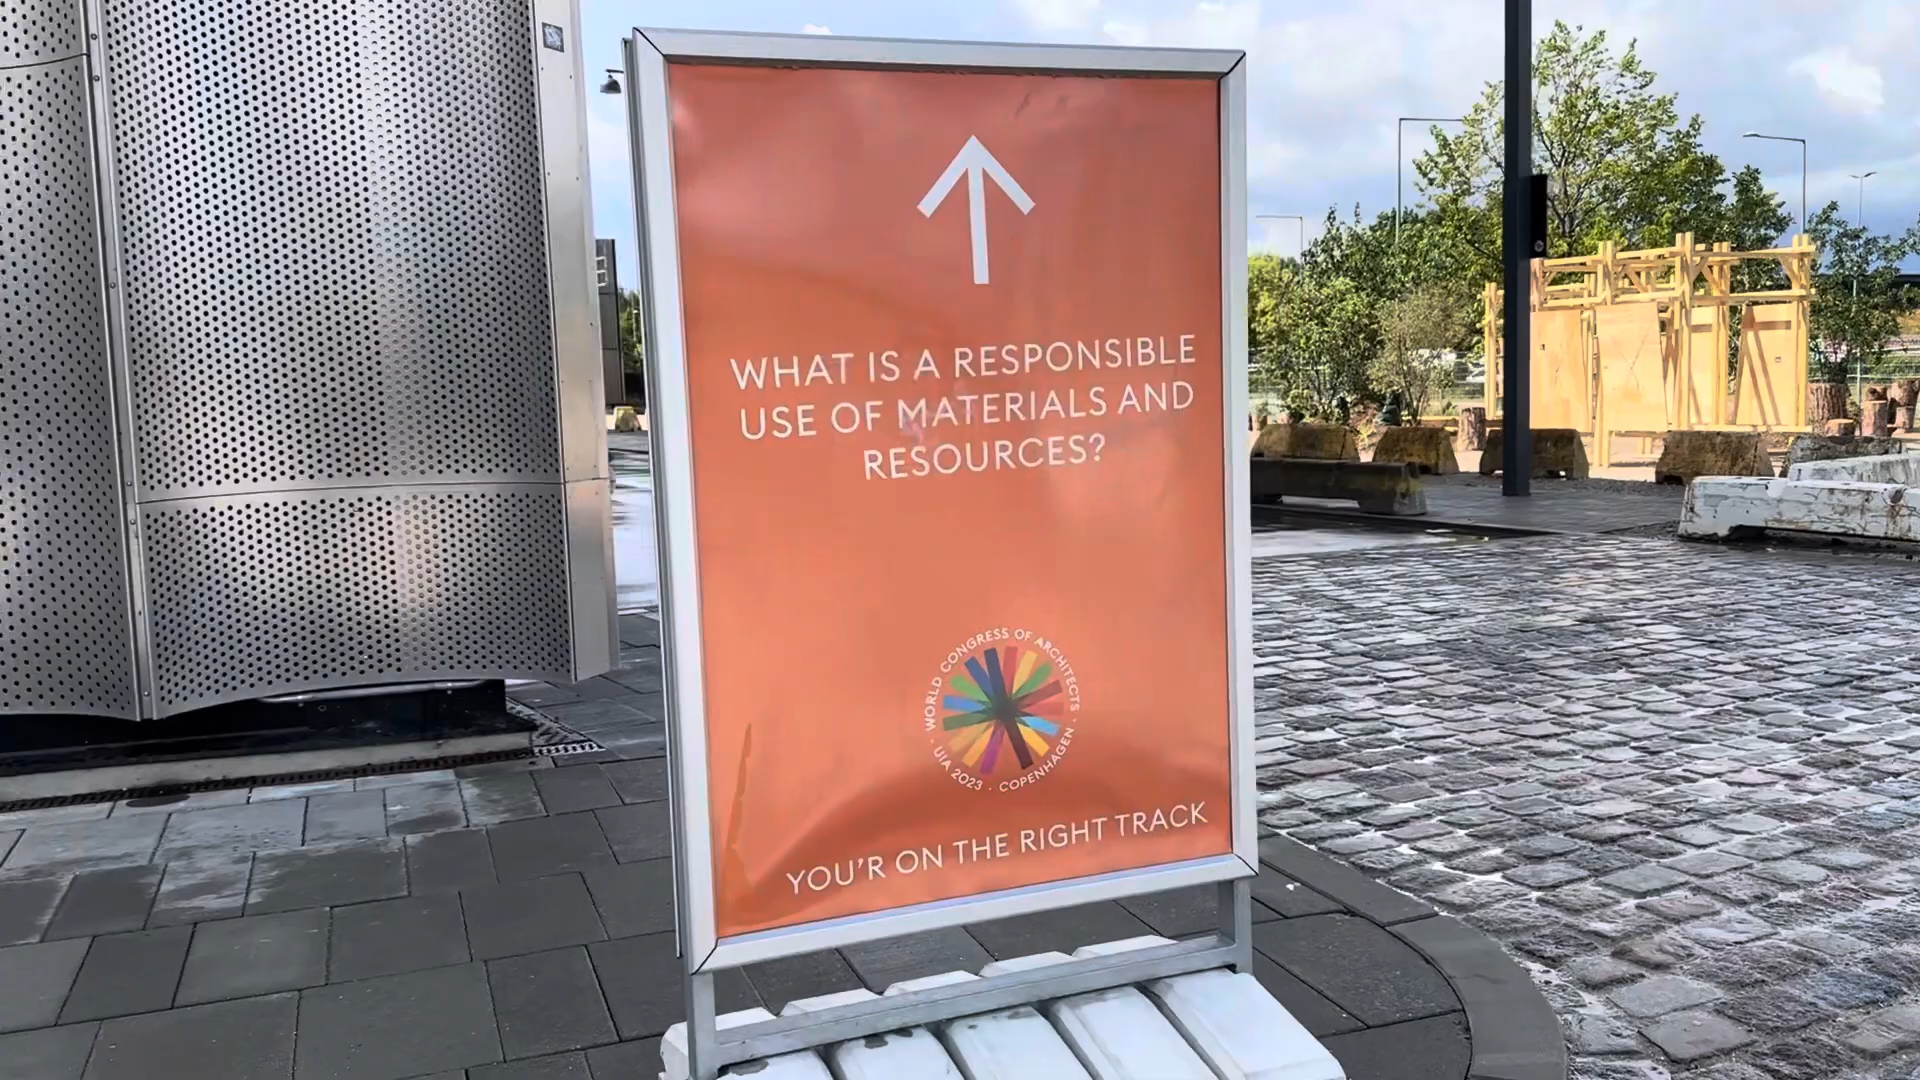 WHAT IS A RESPONSIBLE
USE OF MATERIALS AND
RESOURCES?
WORLD CONGRESS OF ARCHITECTS
· UIA 2023 · COPENHAGEN ·
YOU'R ON THE RIGHT TRACK